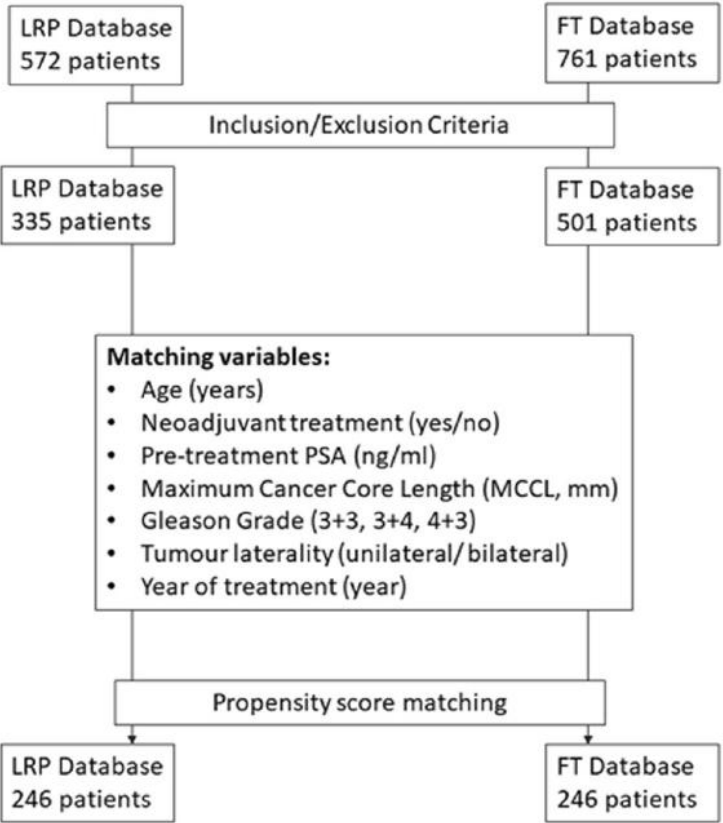 LRP Database
572 patients
FT Database
761 patients
Inclusion/Exclusion Criteria
LRP Database
335 patients
FT Database
501 patients
Matching variables:
• Age (years)
• Neoadjuvant treatment (yes/no)
• Pre-treatment PSA (ng/ml)
• Maximum Cancer Core Length (MCCL, mm)
• Gleason Grade (3+3, 3+4, 4+3)
• Tumour laterality (unilateral/ bilateral)
• Year of treatment (year)
Propensity score matching
LRP Database
246 patients
FT Database
246 patients